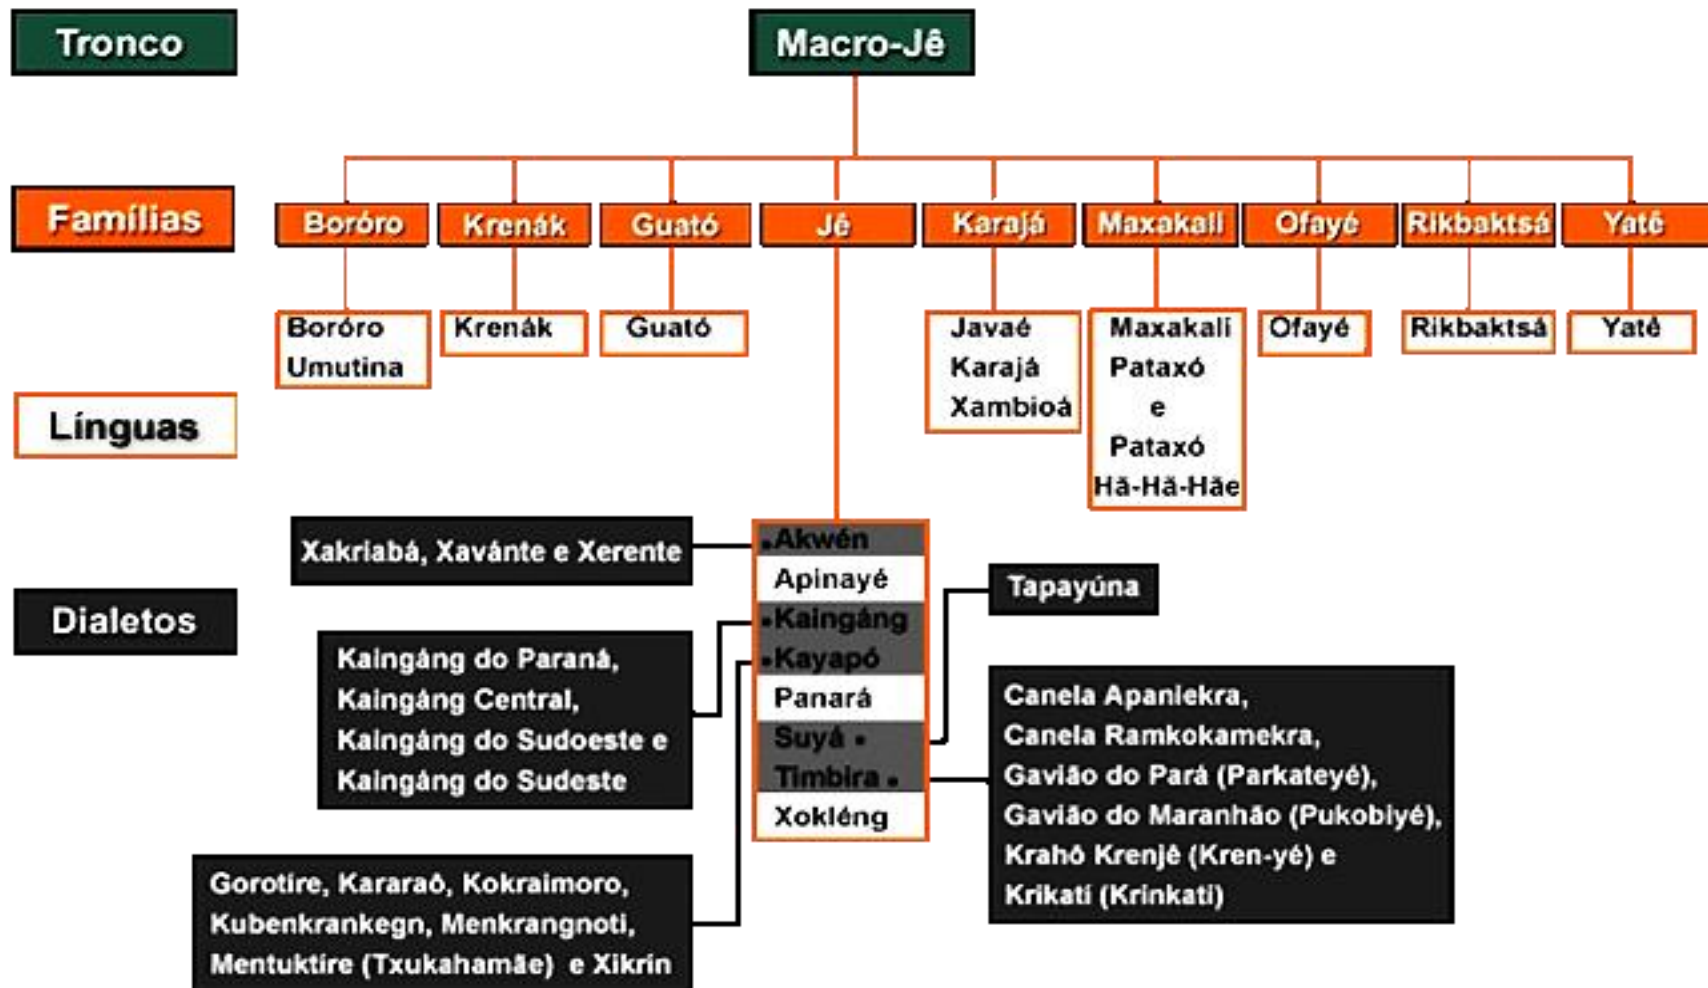 Tronco
Macro-Jê
Famílias
Boróro
Krenák
Guató
Jê
Karajá
Maxakali
Ofayé
Rikbaktsá
Yatê
Línguas
Boróro
Umutina
Krenák
Guató
Javaé
Karajá
Xambioá
Maxakali
Pataxó
e
Pataxó
Hã-Hã-Hãe
Ofayé
Rikbaktsá
Yatê
Akwén
Apinayé
Kaingáng
Kayapó
Panará
Suyá
Timbira
Xokléng
Dialetos
Xakriabá, Xavánte e Xerente
Kaingáng do Paraná,
Kaingáng Central,
Kaingáng do Sudoeste e
Kaingáng do Sudeste
Gorotire, Kararaô, Kokraimoro,
Kubenkrankegn, Menkrangnoti,
Mentuktíre (Txukahamãe) e Xikrin
Tapayúna
Canela Apaniekra,
Canela Ramkokamekra,
Gavião do Pará (Parkateyé),
Gavião do Maranhão (Pukobiyé),
Krahô Krenjê (Kren-yé) e
Krikatí (Krinkati)